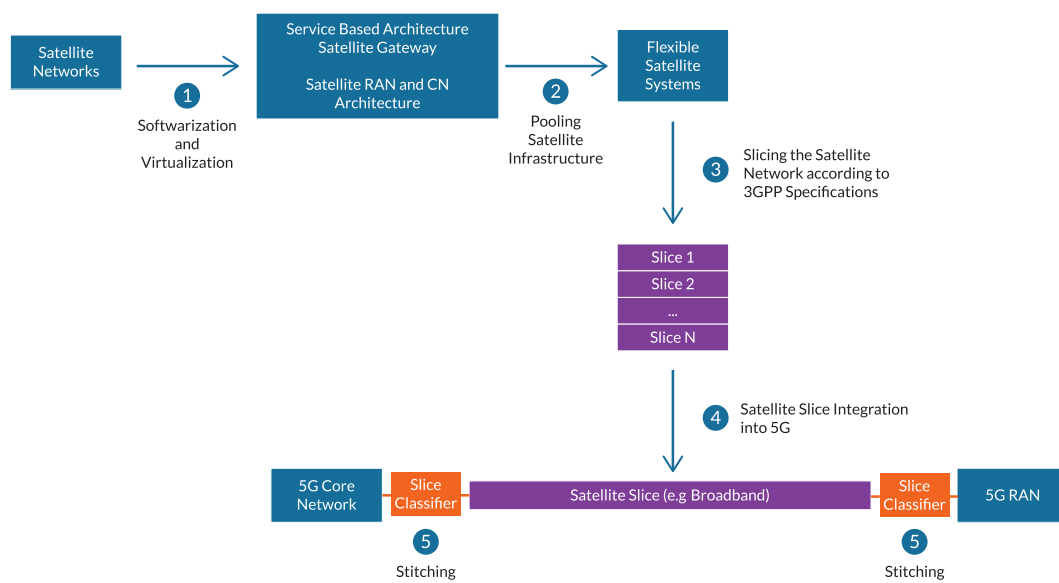 Satellite
Networks
1
Softwarization
and
Virtualization
Service Based Architecture
Satellite Gateway
Satellite RAN and CN
Architecture
2
Pooling
Satellite
Infrastructure
Flexible
Satellite
Systems
3
Slicing the Satellite
Network according to
3GPP Specifications
Slice 1
Slice 2
...
Slice N
4
Satellite Slice Integration
into 5G
5G Core
Network
Slice
Classifier
Satellite Slice (e.g Broadband)
Slice
Classifier
5G RAN
5
Stitching
5
Stitching